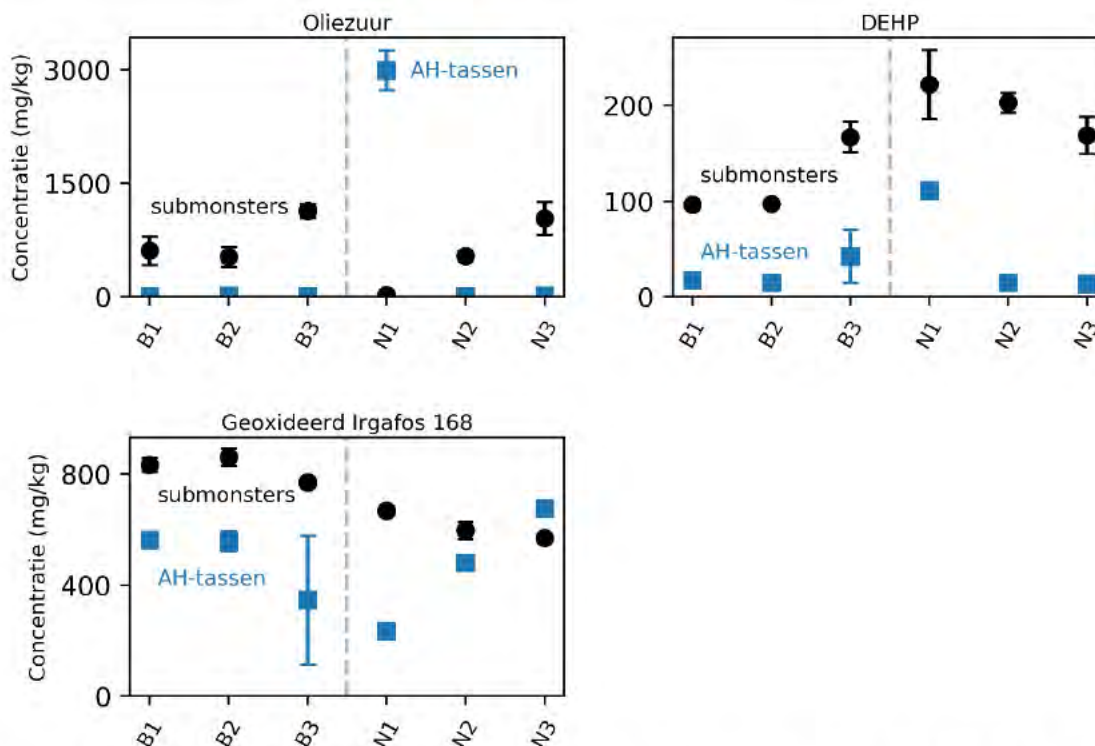 Oliezuur
Concentratie (mg/kg)
3000
1500
0
AH-tassen
submonsters
B1
B2
B3
N1
N2
N3
DEHP
200
100
0
submonsters
AH-tassen
B1
B2
B3
N1
N2
N3
Geoxideerd Irgafos 168
Concentratie (mg/kg)
800
400
0
submonsters
AH-tassen
B1
B2
B3
N1
N2
N3